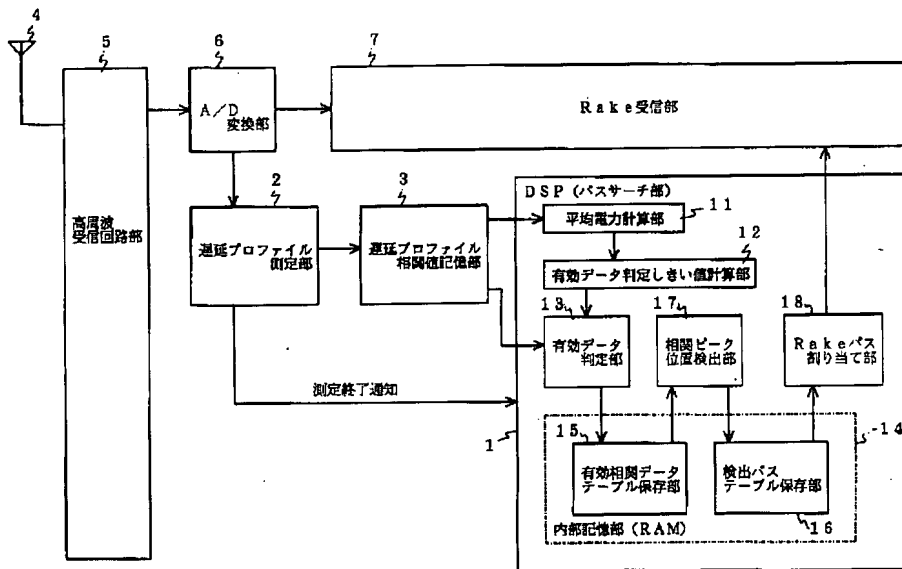 4
5
6
7
A/D
変換部
Rake受信部
高周波
受信回路部
2
3
遅延プロファイル
測定部
遅延プロファイル
相関値記憶部
DSP（パスサーチ部）
11
平均電力計算部
12
有効データ判定しきい値計算部
13
17
18
有効データ
判定部
相関ピーク
位置検出部
Rakeパス
割り当て部
測定終了通知
1
14
15
有効相関データ
テーブル保存部
検出パス
テーブル保存部
16
内部記憶部（RAM）